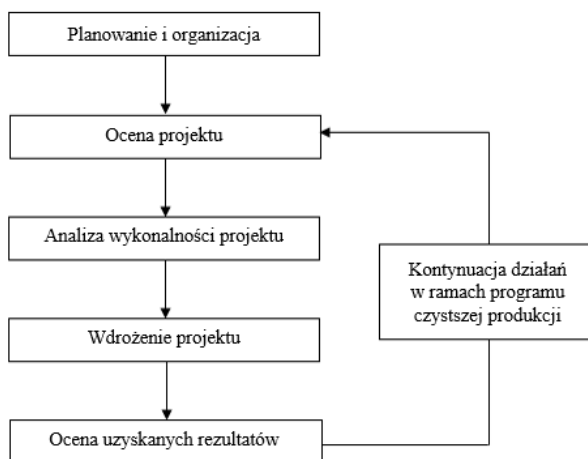 Planowanie i organizacja
Ocena projektu
Analiza wykonalności projektu
Wdrożenie projektu
Ocena uzyskanych rezultatów
Kontynuacja działań
w ramach programu
czystszej produkcji